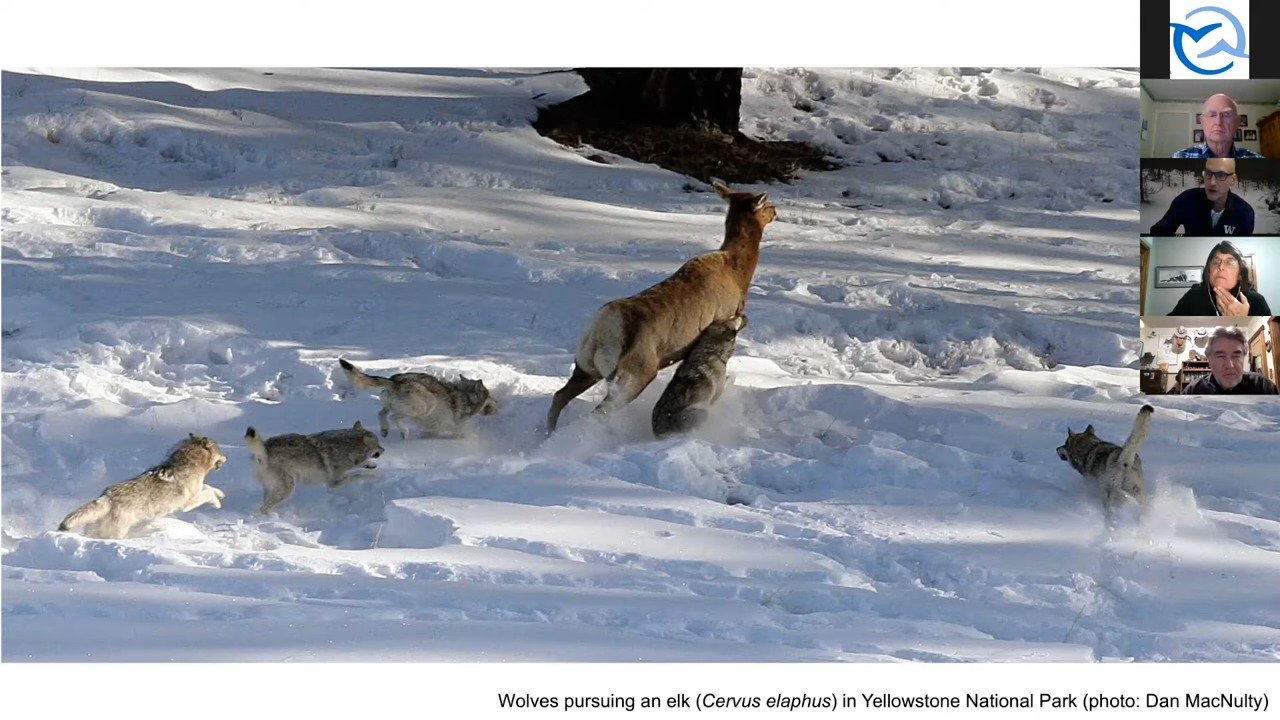 W
Wolves pursuing an elk (Cervus elaphus) in Yellowstone National Park (photo: Dan MacNulty)